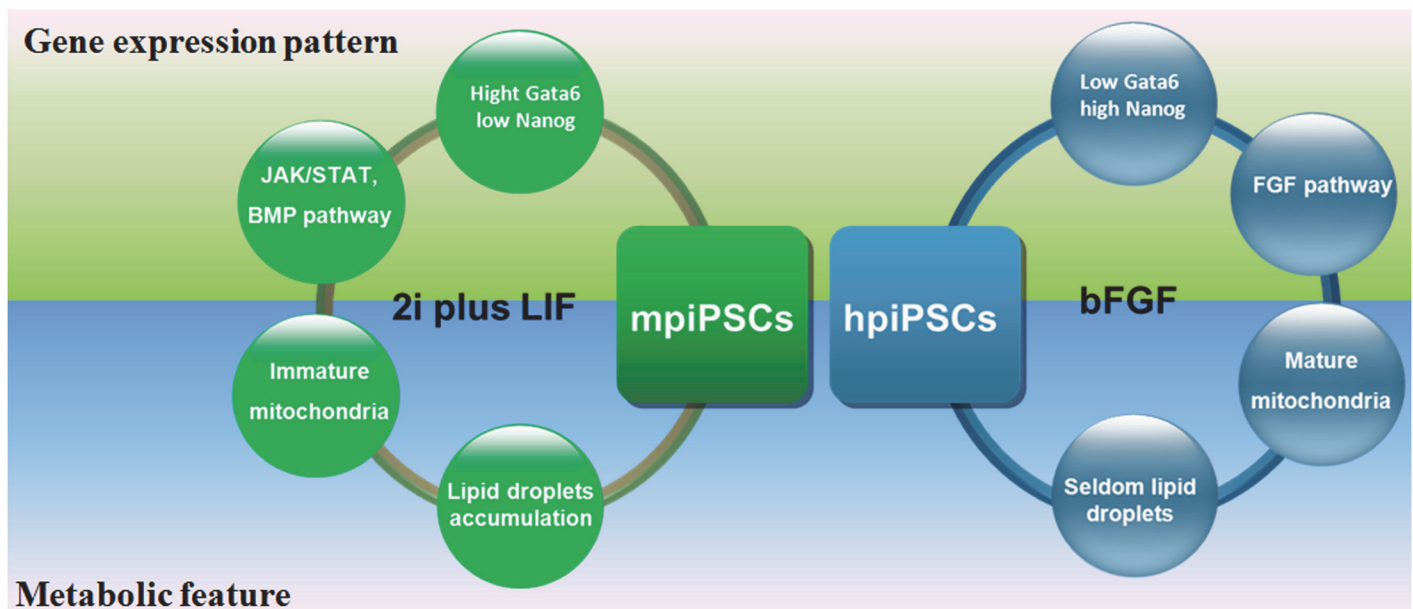 Gene expression pattern
Hight Gata6
low Nanog
JAK/STAT,
BMP pathway
2i plus LIF
mpiPSCs
Immature
mitochondria
Lipid droplets
accumulation
Low Gata6
high Nanog
FGF pathway
hpiPSCs
bFGF
Mature
mitochondria
Seldom lipid
droplets
Metabolic feature